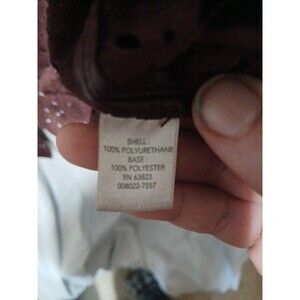 SHELL:
100% POLYURETHANE
BASE:
100% POLYESTER
RN 63823
008022-7557